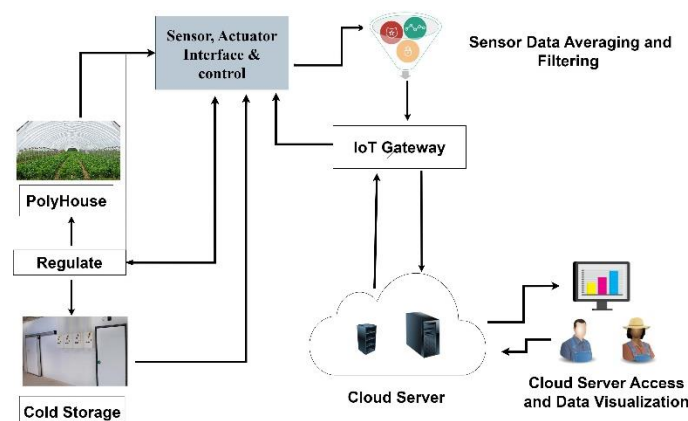 Sensor, Actuator
Interface &
control
Sensor Data Averaging and
Filtering
IoT Gateway
PolyHouse
Regulate
Cold Storage
Cloud Server
Cloud Server Access
and Data Visualization